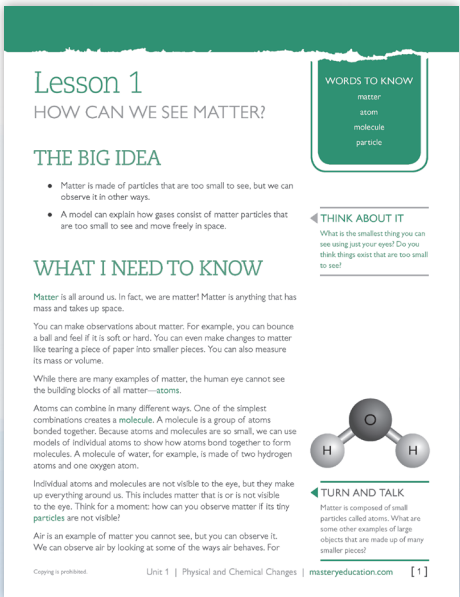 Lesson 1
HOW CAN WE SEE MATTER?
THE BIG IDEA
● Matter is made of particles that are too small to see, but we can
observe it in other ways.
● A model can explain how gases consist of matter particles that
are too small to see and move freely in space.
WHAT I NEED TO KNOW
Matter is all around us. In fact, we are matter! Matter is anything that has
mass and takes up space.
You can make observations about matter. For example, you can bounce
a ball and feel if it is soft or hard. You can even make changes to matter
like tearing a piece of paper into smaller pieces. You can also measure
its mass or volume.
While there are many examples of matter, the human eye cannot see
the building blocks of all matter—atoms.
Atoms can combine in many different ways. One of the simplest
combinations creates a molecule. A molecule is a group of atoms
bonded together. Because atoms and molecules are so small, we can use
models of individual atoms to show how atoms bond together to form
molecules. A molecule of water, for example, is made of two hydrogen
atoms and one oxygen atom.
Individual atoms and molecules are not visible to the eye, but they make
up everything around us. This includes matter that is or is not visible
to the eye. Think for a moment: how can you observe matter if its tiny
particles are not visible?
Air is an example of matter you cannot see, but you can observe it.
We can observe air by looking at some of the ways air behaves. For
WORDS TO KNOW
matter
atom
molecule
particle
THINK ABOUT IT
What is the smallest thing you can
see using just your eyes? Do you
think things exist that are too small
to see?
O
H
H
TURN AND TALK
Matter is composed of small
particles called atoms. What are
some other examples of large
objects that are made up of many
smaller pieces?
Copying is prohibited.
Unit 1 | Physical and Chemical Changes | masteryeducation.com [ 1 ]